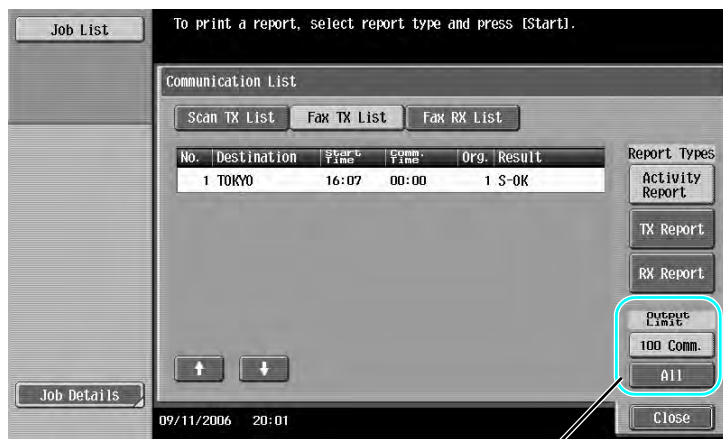 Job List
To print a report, select report type and press [Start].
Communication List
Scan TX List
Fax TX List
Fax RX List
No. Destination Start Time Comm. Time Org. Result
1 TOKYO 16:07 00:00 1 S-OK
Report Types
Activity
Report
TX Report
RX Report
Output
Limit
100 Comm.
All
Job Details
09/11/2006 20:01
Close